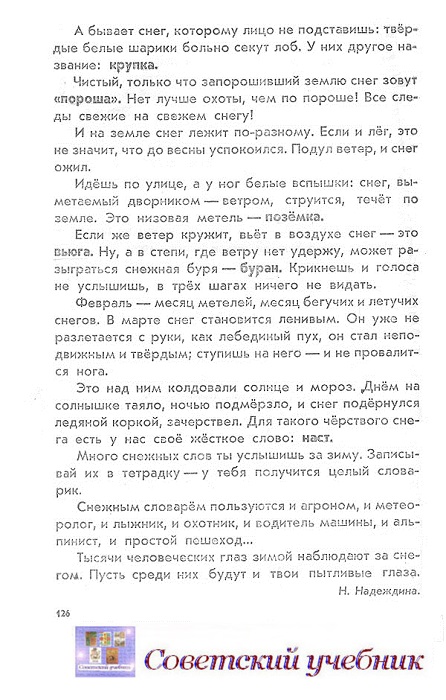 А бывает снег, которому лицо не подставишь: твёр-
дые белые шарики больно секут лоб. У них другое на-
звание: крупка.
Чистый, только что запорошивший землю снег зовут
«пороша». Нет лучше охоты, чем по пороше! Все сле-
ды свежие на свежем снегу!
И на земле снег лежит по-разному. Если и лёг, это
не значит, что до весны успокоился. Подул ветер, и снег
ожил.
Идёшь по улице, а у ног белые вспышки: снег, вы-
метаемый дворником — ветром, струится, течёт по
земле. Это низовая метель — позёмка.
Если же ветер кружит, вьёт в воздухе снег — это
вьюга. Ну, а в степи, где ветру нет удержу, может ра-
зыграться снежная буря — буран. Крикнешь и голоса
не услышишь, в трёх шагах ничего не видать.
Февраль — месяц метелей, месяц бегучих и летучих
снегов. В марте снег становится ленивым. Он уже не
разлетается с руки, как лебединый пух, он стал непо-
движным и твёрдым; ступишь на него — и не провалит-
ся нога.
Это над ним колдовали солнце и мороз. Днём на
солнышке таяло, ночью подмёрзло, и снег подёрнулся
ледяной коркой, зачерствел. Для такого чёрствого сне-
га есть у нас своё жёсткое слово: наст.
Много снежных слов ты услышишь за зиму. Записы-
вай их в тетрадку — у тебя получится целый слова-
рик.
Снежным словарём пользуются и агроном, и метео-
ролог, и лыжник, и охотник, и водитель машины, и аль-
пинист, и простой пешеход...
Тысячи человеческих глаз зимой наблюдают за сне-
гом. Пусть среди них будут и твои пытливые глаза.
Н. Надеждина.
126
Советский учебник